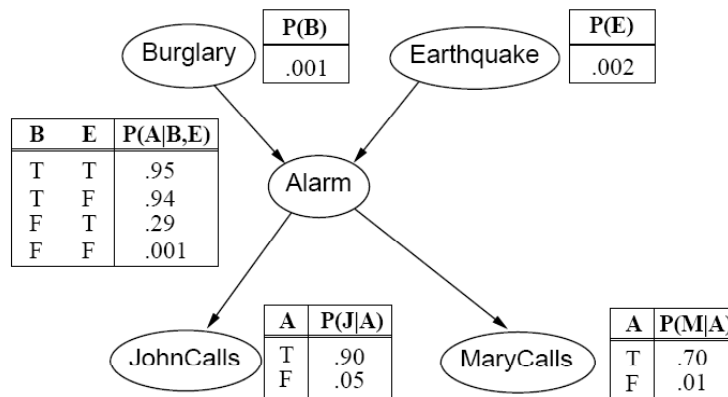 Burglary
P(B)
.001
Earthquake
P(E)
.002
B E P(A|B,E)
T T .95
T F .94
F T .29
F F .001
Alarm
JohnCalls
A P(J|A)
T .90
F .05
MaryCalls
A P(M|A)
T .70
F .01